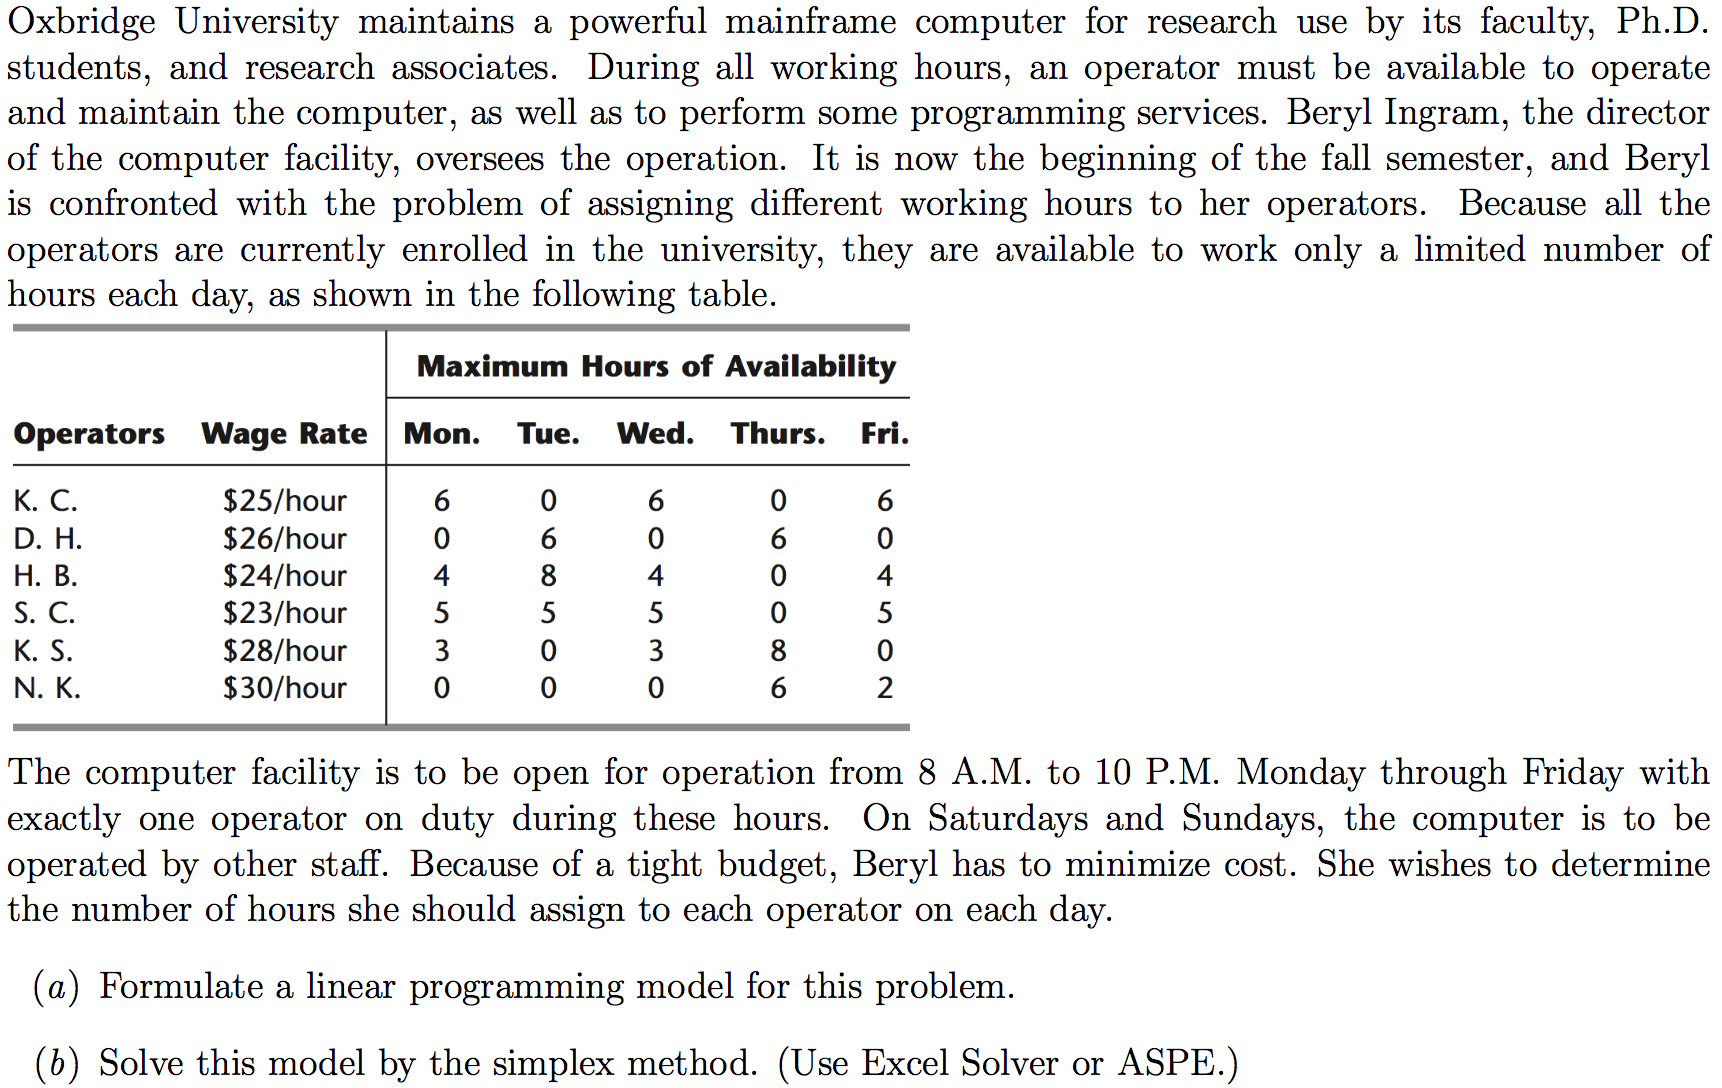 Oxbridge University maintains a powerful mainframe computer for research use by its faculty, Ph.D.
students, and research associates. During all working hours, an operator must be available to operate
and maintain the computer, as well as to perform some programming services. Beryl Ingram, the director
of the computer facility, oversees the operation. It is now the beginning of the fall semester, and Beryl
is confronted with the problem of assigning different working hours to her operators. Because all the
operators are currently enrolled in the university, they are available to work only a limited number of
hours each day, as shown in the following table.
Maximum Hours of Availability
Operators Wage Rate Mon. Tue. Wed. Thurs. Fri.
K. C. $25/hour 6 0 6 0 6
D. H. $26/hour 0 6 0 6 0
H. B. $24/hour 4 8 4 0 4
S. C. $23/hour 5 5 5 0 5
K. S. $28/hour 3 0 3 8 0
N. K. $30/hour 0 0 0 6 2
The computer facility is to be open for operation from 8 A.M. to 10 P.M. Monday through Friday with
exactly one operator on duty during these hours. On Saturdays and Sundays, the computer is to be
operated by other staff. Because of a tight budget, Beryl has to minimize cost. She wishes to determine
the number of hours she should assign to each operator on each day.
(a) Formulate a linear programming model for this problem.
(b) Solve this model by the simplex method. (Use Excel Solver or ASPE.)